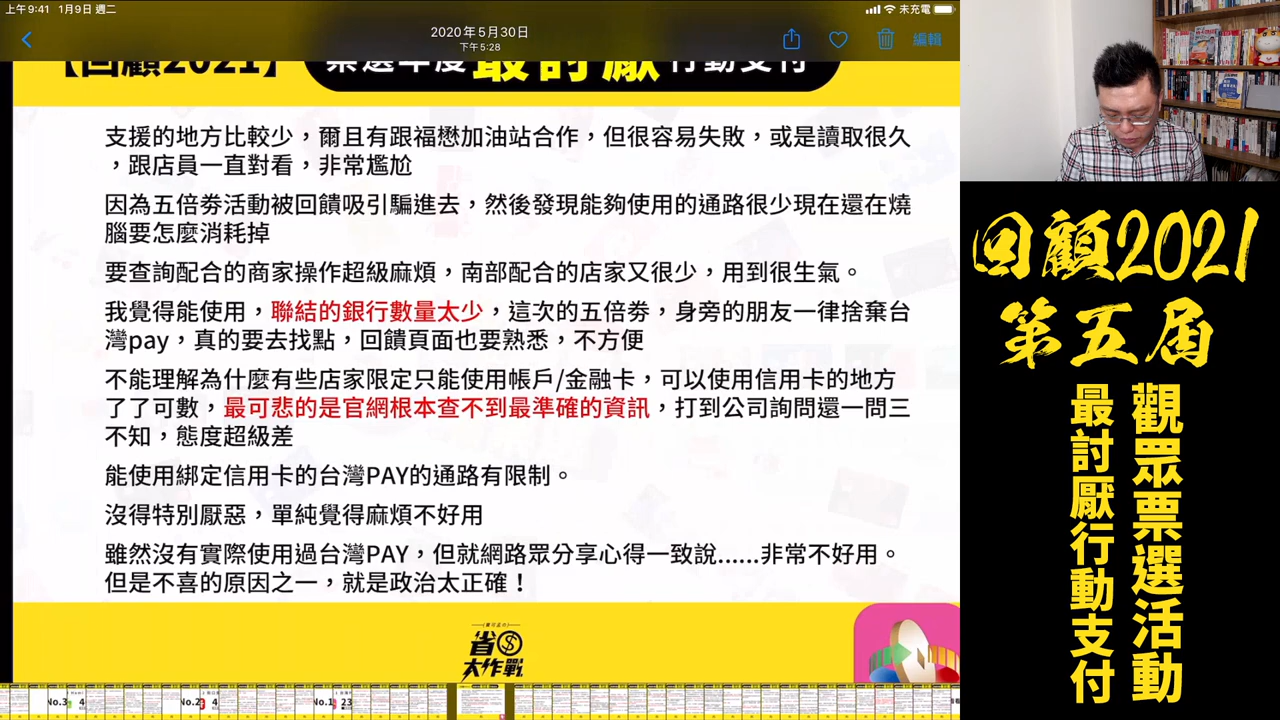 上午9:41 1月9日 週二
未充電
2020年5月30日
下午5:28
編輯
【回顧2021】 票選年度最討厭行動支付
支援的地方比較少，爾且有跟福懋加油站合作，但很容易失敗，或是讀取很久
，跟店員一直對看，非常尷尬
因為五倍券活動被回饋吸引騙進去，然後發現能夠使用的通路很少現在還在燒
腦要怎麼消耗掉
要查詢配合的商家操作超級麻煩，南部配合的店家又很少，用到很生氣。
我覺得能使用，聯結的銀行數量太少，這次的五倍券，身旁的朋友一律捨棄台
灣pay，真的要去找點，回饋頁面也要熟悉，不方便
不能理解為什麼有些店家限定只能使用帳戶/金融卡，可以使用信用卡的地方
了了可數，最可悲的是官網根本查不到最準確的資訊，打到公司詢問還一問三
不知，態度超級差
能使用綁定信用卡的台灣PAY的通路有限制。
沒得特別厭惡，單純覺得麻煩不好用
雖然沒有實際使用過台灣PAY，但就網路眾分享心得一致說......非常不好用。
但是不喜的原因之一，就是政治太正確！
省
大作戰
No.3
No.2
No.1
回顧2021
第五屆
觀眾票選活動
最討厭行動支付